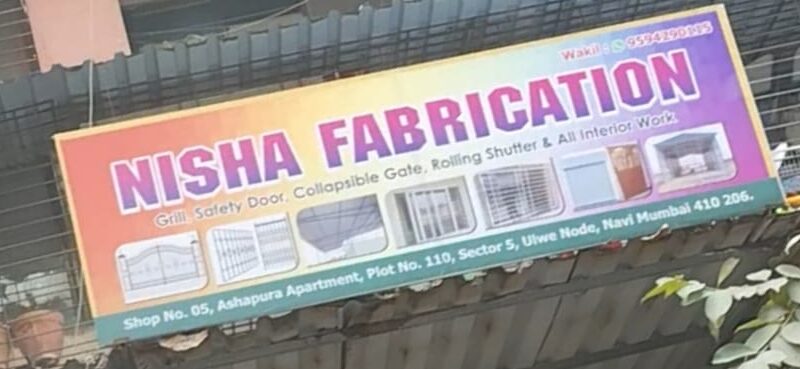 Wakil : 9594290115
NISHA FABRICATION
Grill, Safety Door, Collapsible Gate, Rolling Shutter & All Interior Work.
Shop No. 05, Ashapura Apartment, Plot No. 110, Sector 5, Ulwe Node, Navi Mumbai 410 206.